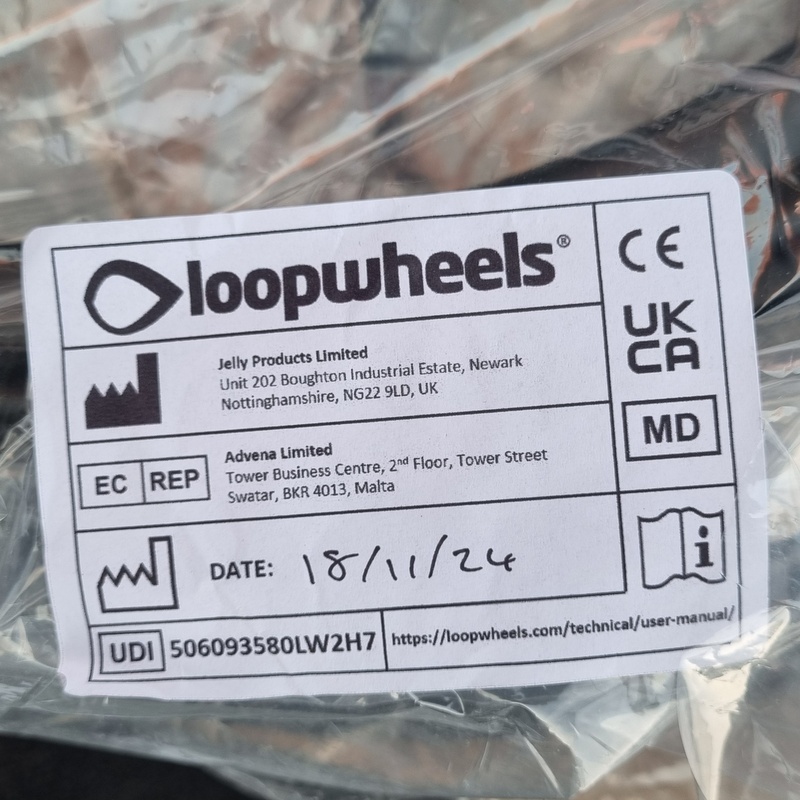 loopwheels®
CE
UK
CA
Jelly Products Limited
Unit 202 Boughton Industrial Estate, Newark
Nottinghamshire, NG22 9LD, UK
MD
EC REP
Advena Limited
Tower Business Centre, 2nd Floor, Tower Street
Swatar, BKR 4013, Malta
i
DATE: 18/11/24
UDI 506093580LW2H7
https://loopwheels.com/technical/user-manual/